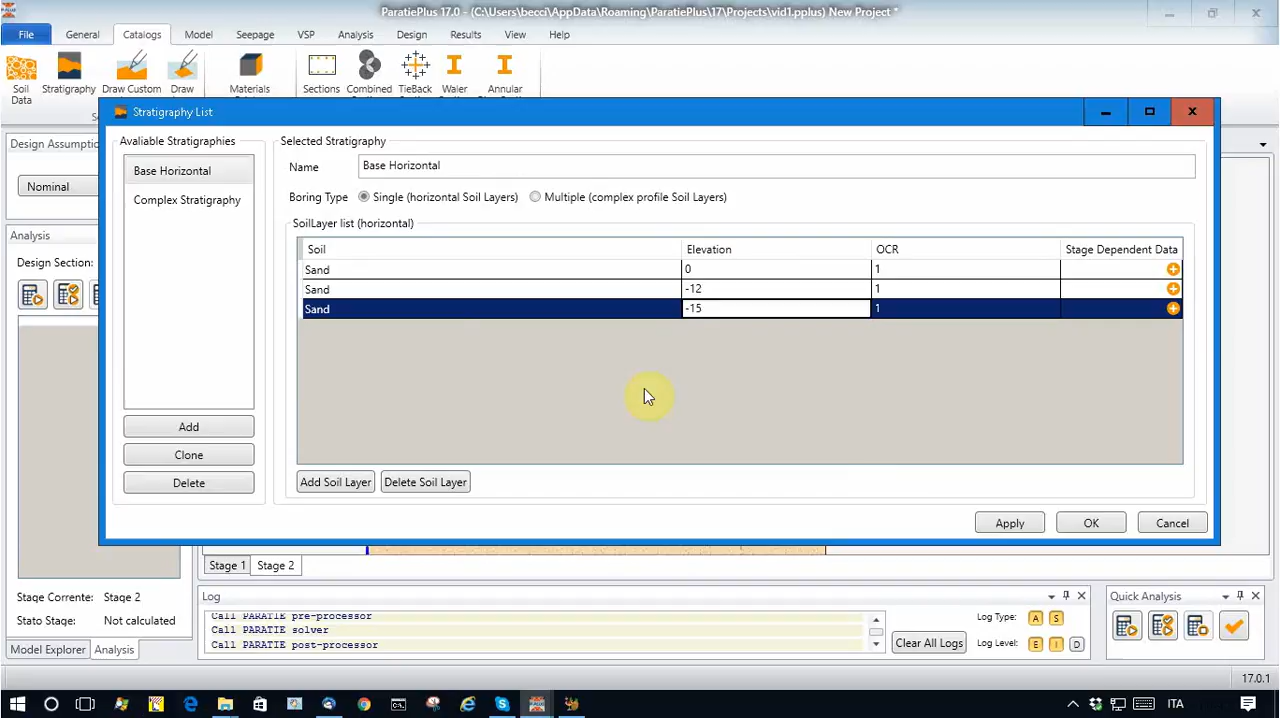 ParatiePlus 17.0 - (C:\Users\becci\AppData\Roaming\ParatiePlus\17\Projects\vid1.pplus) New Project *
File General Catalogs Model Seepage VSP Analysis Design Results View Help
Soil Data
Stratigraphy
Draw Custom
Draw
Materials
Sections
Combined
TieBack
Waler
Annular
Stratigraphy List
Design Assumptio
Nominal
Analysis
Design Section:
Avaliable Stratigraphies
Base Horizontal
Complex Stratigraphy
Add
Clone
Delete
Selected Stratigraphy
Name Base Horizontal
Boring Type Single (horizontal Soil Layers) Multiple (complex profile Soil Layers)
SoilLayer list (horizontal)
Soil Elevation OCR Stage Dependent Data
Sand 0 1
Sand -12 1
Sand -15 1
Add Soil Layer Delete Soil Layer
Apply OK Cancel
Stage 1 Stage 2
Stage Corrente: Stage 2
Stato Stage: Not calculated
Model Explorer Analysis
Log
Call PARATIE pre-processor
Call PARATIE solver
Call PARATIE post-processor
Clear All Logs
Log Type: A S
Log Level: E I D
Quick Analysis
17.0.1
ITA